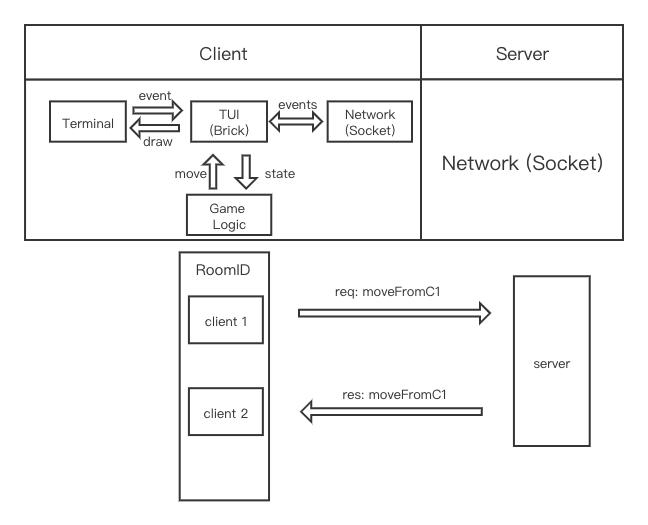 Client
Server
event
draw
Terminal
TUI
(Brick)
events
Network
(Socket)
move
state
Game
Logic
Network (Socket)
RoomID
client 1
client 2
req: moveFromC1
res: moveFromC1
server